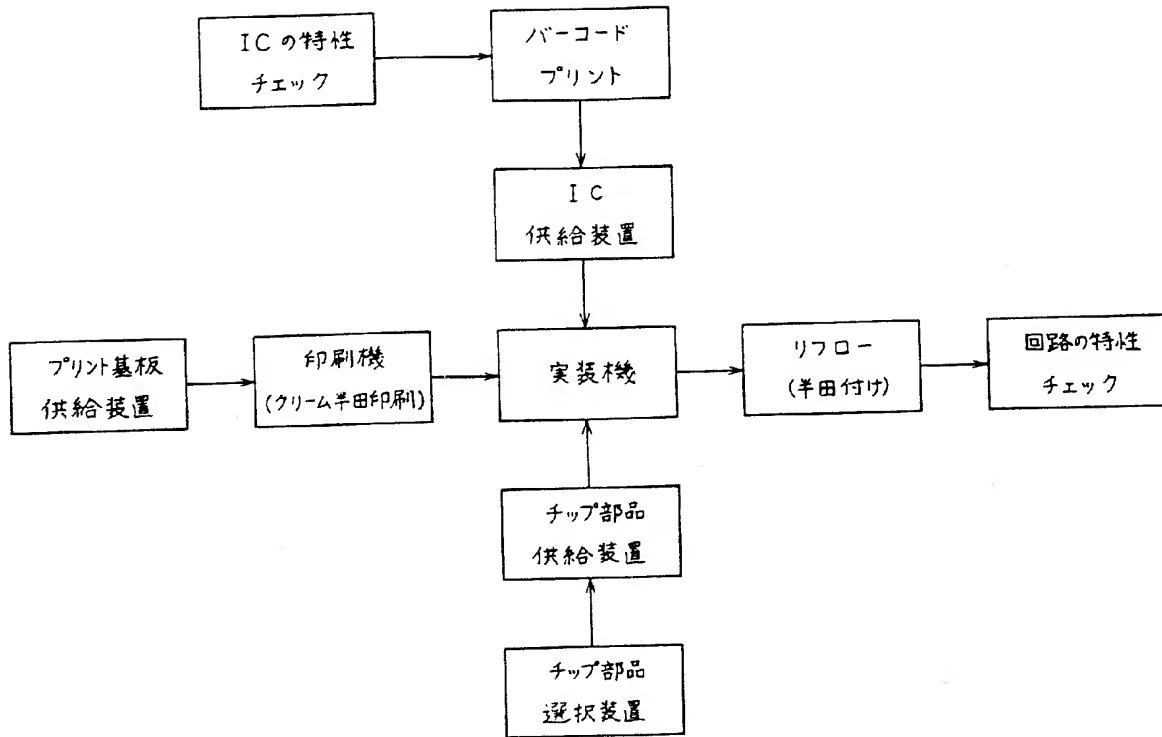 ICの特性
チェック
バーコード
プリント
IC
供給装置
プリント基板
供給装置
印刷機
(クリーム半田印刷)
実装機
リフロー
(半田付け)
回路の特性
チェック
チップ部品
供給装置
チップ部品
選択装置